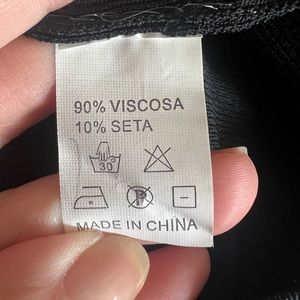 90% VISCOSA
10% SETA
30°
P
MADE IN CHINA